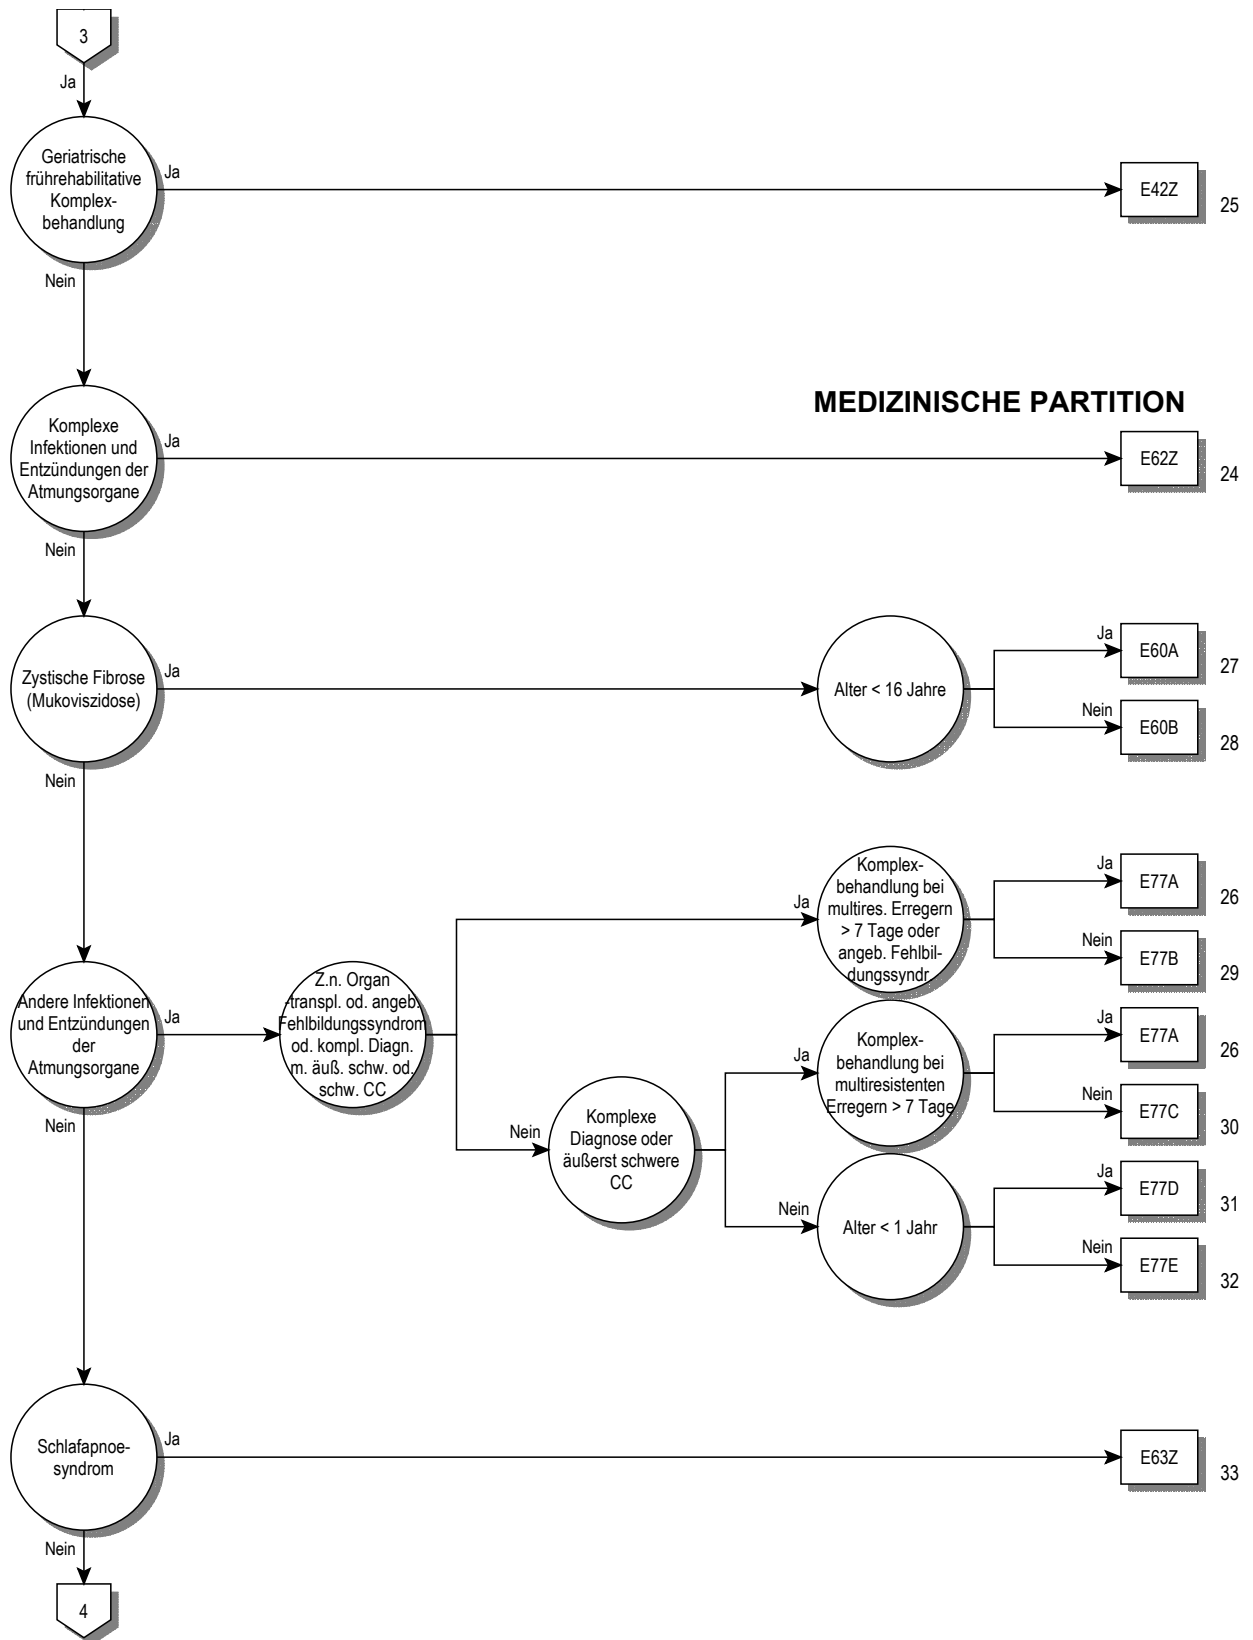 3
Ja
Geriatrische
frührehabilitative
Komplex-
behandlung
Ja
E42Z
25
Nein
MEDIZINISCHE PARTITION
Komplexe
Infektionen und
Entzündungen der
Atmungsorgane
Ja
E62Z
24
Nein
Zystische Fibrose
(Mukoviszidose)
Ja
Alter < 16 Jahre
Ja
E60A
27
Nein
E60B
28
Nein
Andere Infektionen
und Entzündungen
der
Atmungsorgane
Ja
Z.n. Organ
-transpl. od. angeb.
Fehlbildungssyndrom
od. kompl. Diagn.
m. äuß. schw. od.
schw. CC
Ja
Komplex-
behandlung bei
multires. Erregern
> 7 Tage oder
angeb. Fehlbil-
dungssyndr.
Ja
E77A
26
Nein
E77B
29
Nein
Komplexe
Diagnose oder
äußerst schwere
CC
Ja
Komplex-
behandlung bei
multiresistenten
Erregern > 7 Tage
Ja
E77A
26
Nein
E77C
30
Nein
Alter < 1 Jahr
Ja
E77D
31
Nein
E77E
32
Nein
Schlafapnoe-
syndrom
Ja
E63Z
33
Nein
4